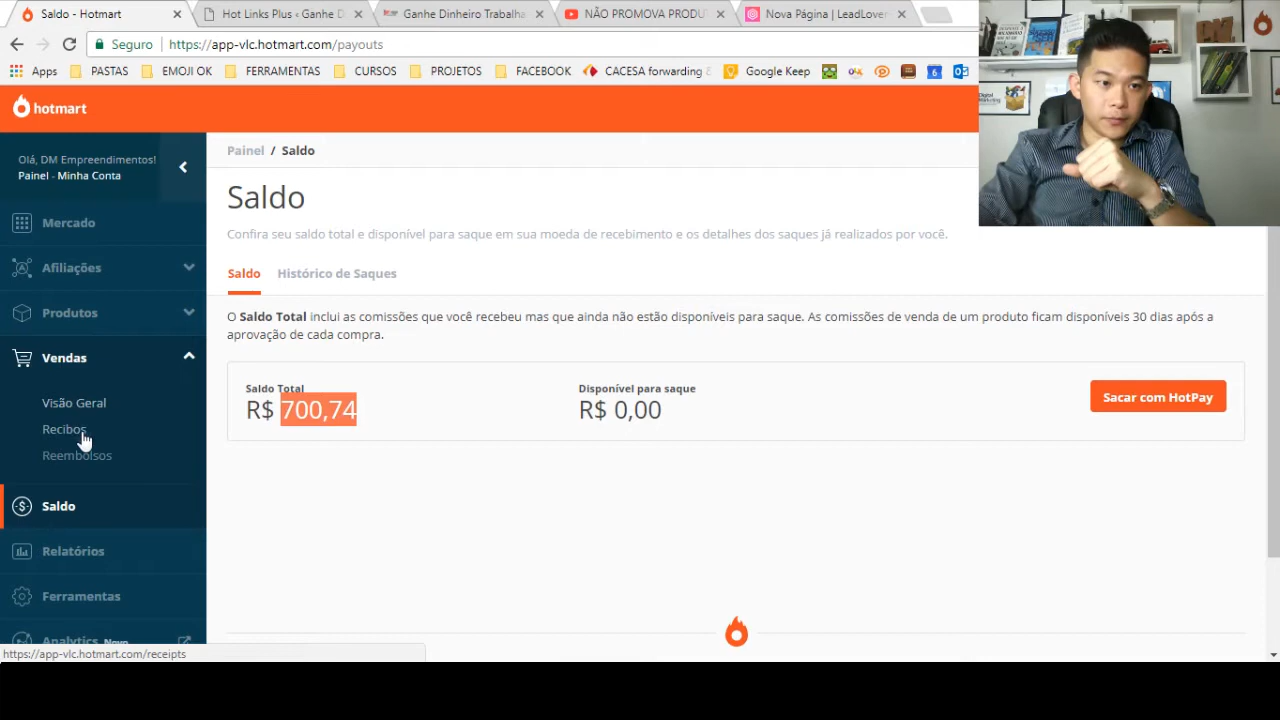 Saldo - Hotmart
Hot Links Plus ‹ Ganhe D
Ganhe Dinheiro Trabalha
NÃO PROMOVA PRODU
Nova Página | LeadLover
Seguro https://app-vlc.hotmart.com/payouts
Apps PASTAS EMOJI OK FERRAMENTAS CURSOS PROJETOS FACEBOOK CACESA forwarding Google Keep
hotmart
Olá, DM Empreendimentos!
Painel - Minha Conta
Mercado
Afiliações
Produtos
Vendas
Visão Geral
Recibos
Reembolsos
Saldo
Relatórios
Ferramentas
Analytics Novo
Painel / Saldo
Saldo
Confira seu saldo total e disponível para saque em sua moeda de recebimento e os detalhes dos saques já realizados por você.
Saldo Histórico de Saques
O Saldo Total inclui as comissões que você recebeu mas que ainda não estão disponíveis para saque. As comissões de venda de um produto ficam disponíveis 30 dias após a
aprovação de cada compra.
Saldo Total
R$ 700,74
Disponível para saque
R$ 0,00
Sacar com HotPay
https://app-vlc.hotmart.com/receipts
Digital
Marketing